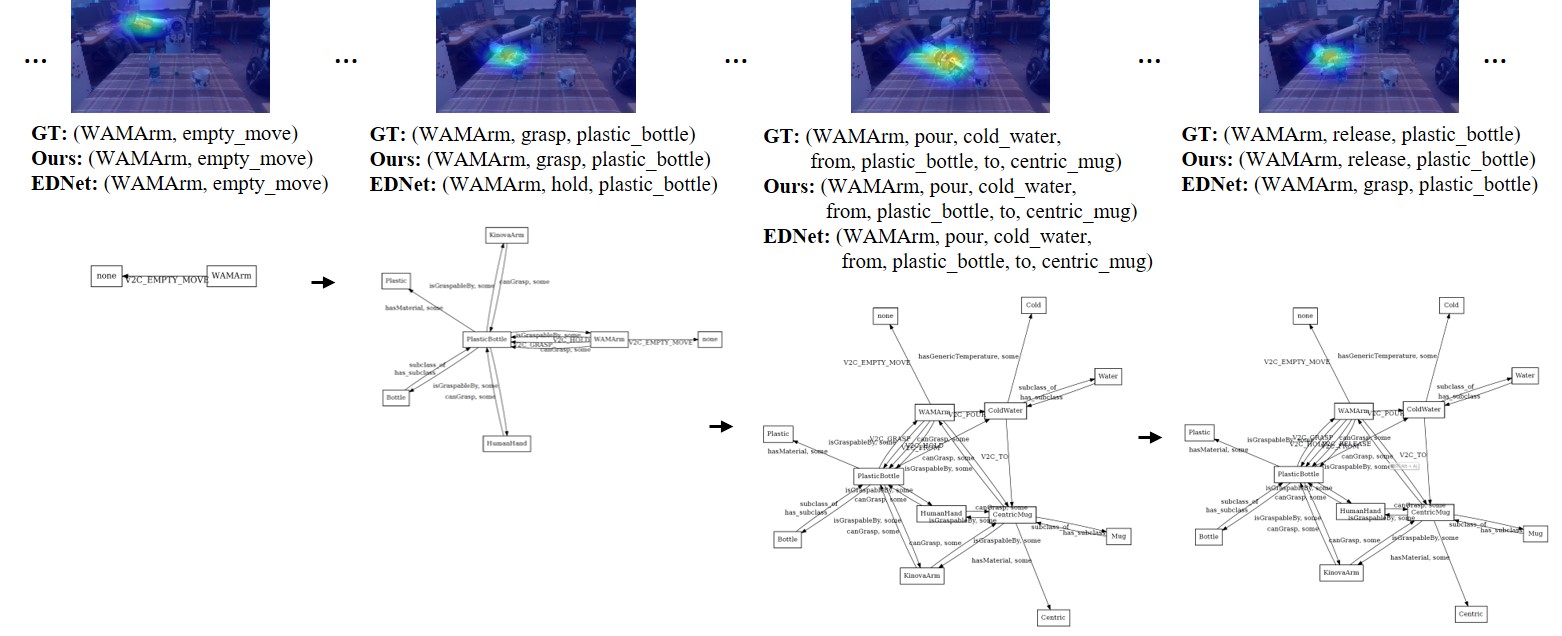 ... ... ... ... ...
GT: (WAMArm, empty_move)
Ours: (WAMArm, empty_move)
EDNet: (WAMArm, empty_move)
GT: (WAMArm, grasp, plastic_bottle)
Ours: (WAMArm, grasp, plastic_bottle)
EDNet: (WAMArm, hold, plastic_bottle)
GT: (WAMArm, pour, cold_water,
from, plastic_bottle, to, centric_mug)
Ours: (WAMArm, pour, cold_water,
from, plastic_bottle, to, centric_mug)
EDNet: (WAMArm, pour, cold_water,
from, plastic_bottle, to, centric_mug)
GT: (WAMArm, release, plastic_bottle)
Ours: (WAMArm, release, plastic_bottle)
EDNet: (WAMArm, grasp, plastic_bottle)
none
V2C_EMPTY_MOVE
WAMArm
KinovaArm
Plastic
isGraspableBy, some
canGrasp, some
hasMaterial, some
PlasticBottle
isGraspableBy, some
V2C_HOLD
V2C_GRASP
canGrasp, some
WAMArm
V2C_EMPTY_MOVE
none
subclass_of
has_subclass
isGraspableBy, some
canGrasp, some
Bottle
HumanHand
none
Cold
V2C_EMPTY_MOVE
hasGenericTemperature, some
Water
subclass_of
has_subclass
WAMArm
V2C_POUR
ColdWater
Plastic
V2C_GRASP
canGrasp, some
isGraspableBy, some
V2C_HOLD
V2C_FROM
hasMaterial, some
canGrasp, some
V2C_TO
isGraspableBy, some
PlasticBottle
isGraspableBy, some
canGrasp, some
subclass_of
has_subclass
HumanHand
canGrasp, some
CentricMug
isGraspableBy, some
isGraspableBy, some
canGrasp, some
subclass_of
has_subclass
Mug
Bottle
canGrasp, some
isGraspableBy, some
hasMaterial, some
KinovaArm
Centric
none
Cold
V2C_EMPTY_MOVE
hasGenericTemperature, some
Water
subclass_of
has_subclass
WAMArm
V2C_POUR
ColdWater
Plastic
V2C_GRASP
canGrasp, some
isGraspableBy, some
V2C_HOLD
V2C_RELEASE
V2C_FROM
hasMaterial, some
canGrasp, some
V2C_TO
isGraspableBy, some
PlasticBottle
isGraspableBy, some
canGrasp, some
subclass_of
has_subclass
HumanHand
canGrasp, some
CentricMug
isGraspableBy, some
isGraspableBy, some
canGrasp, some
subclass_of
has_subclass
Mug
Bottle
canGrasp, some
isGraspableBy, some
hasMaterial, some
KinovaArm
Centric